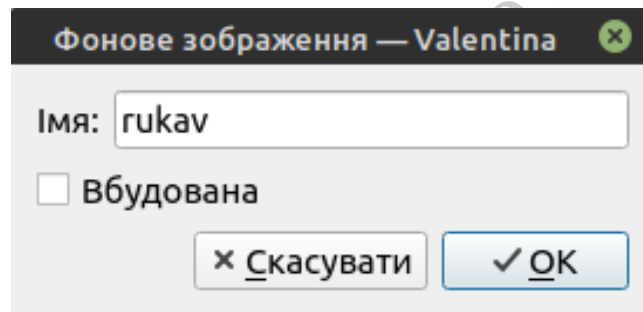 Фонове зображення — Valentina
Імя: rukav
Вбудована
Скасувати OK